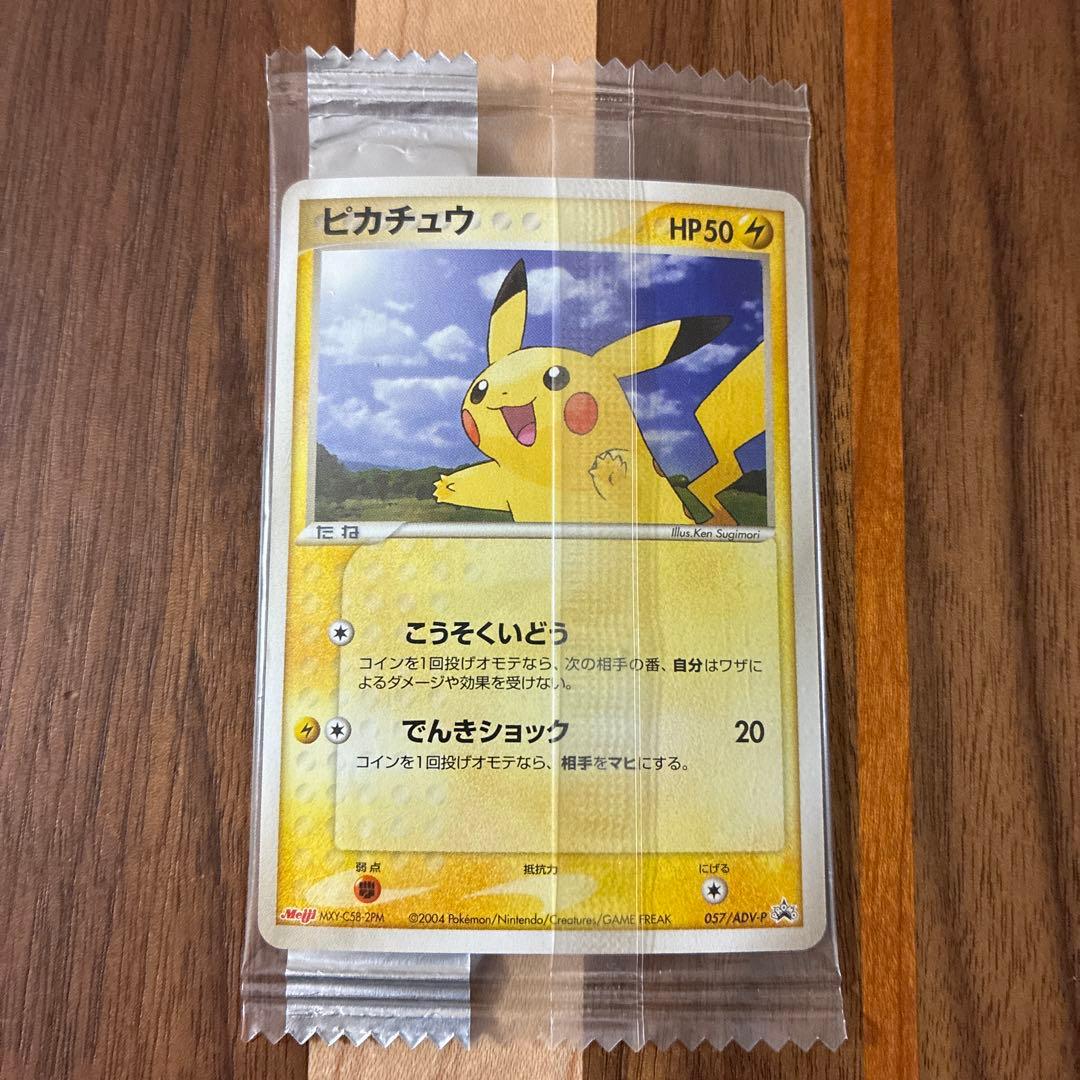 ピカチュウ
HP50
たね
Illus.Ken Sugimori
こうそくいどう
コインを1回投げオモテなら、次の相手の番、自分はワザに
よるダメージや効果を受けない。
でんきショック 20
コインを1回投げオモテなら、相手をマヒにする。
弱点 抵抗力 にげる
Meiji MXY-C58-2PM ©2004 Pokémon/Nintendo/Creatures/GAME FREAK 057/ADV-P